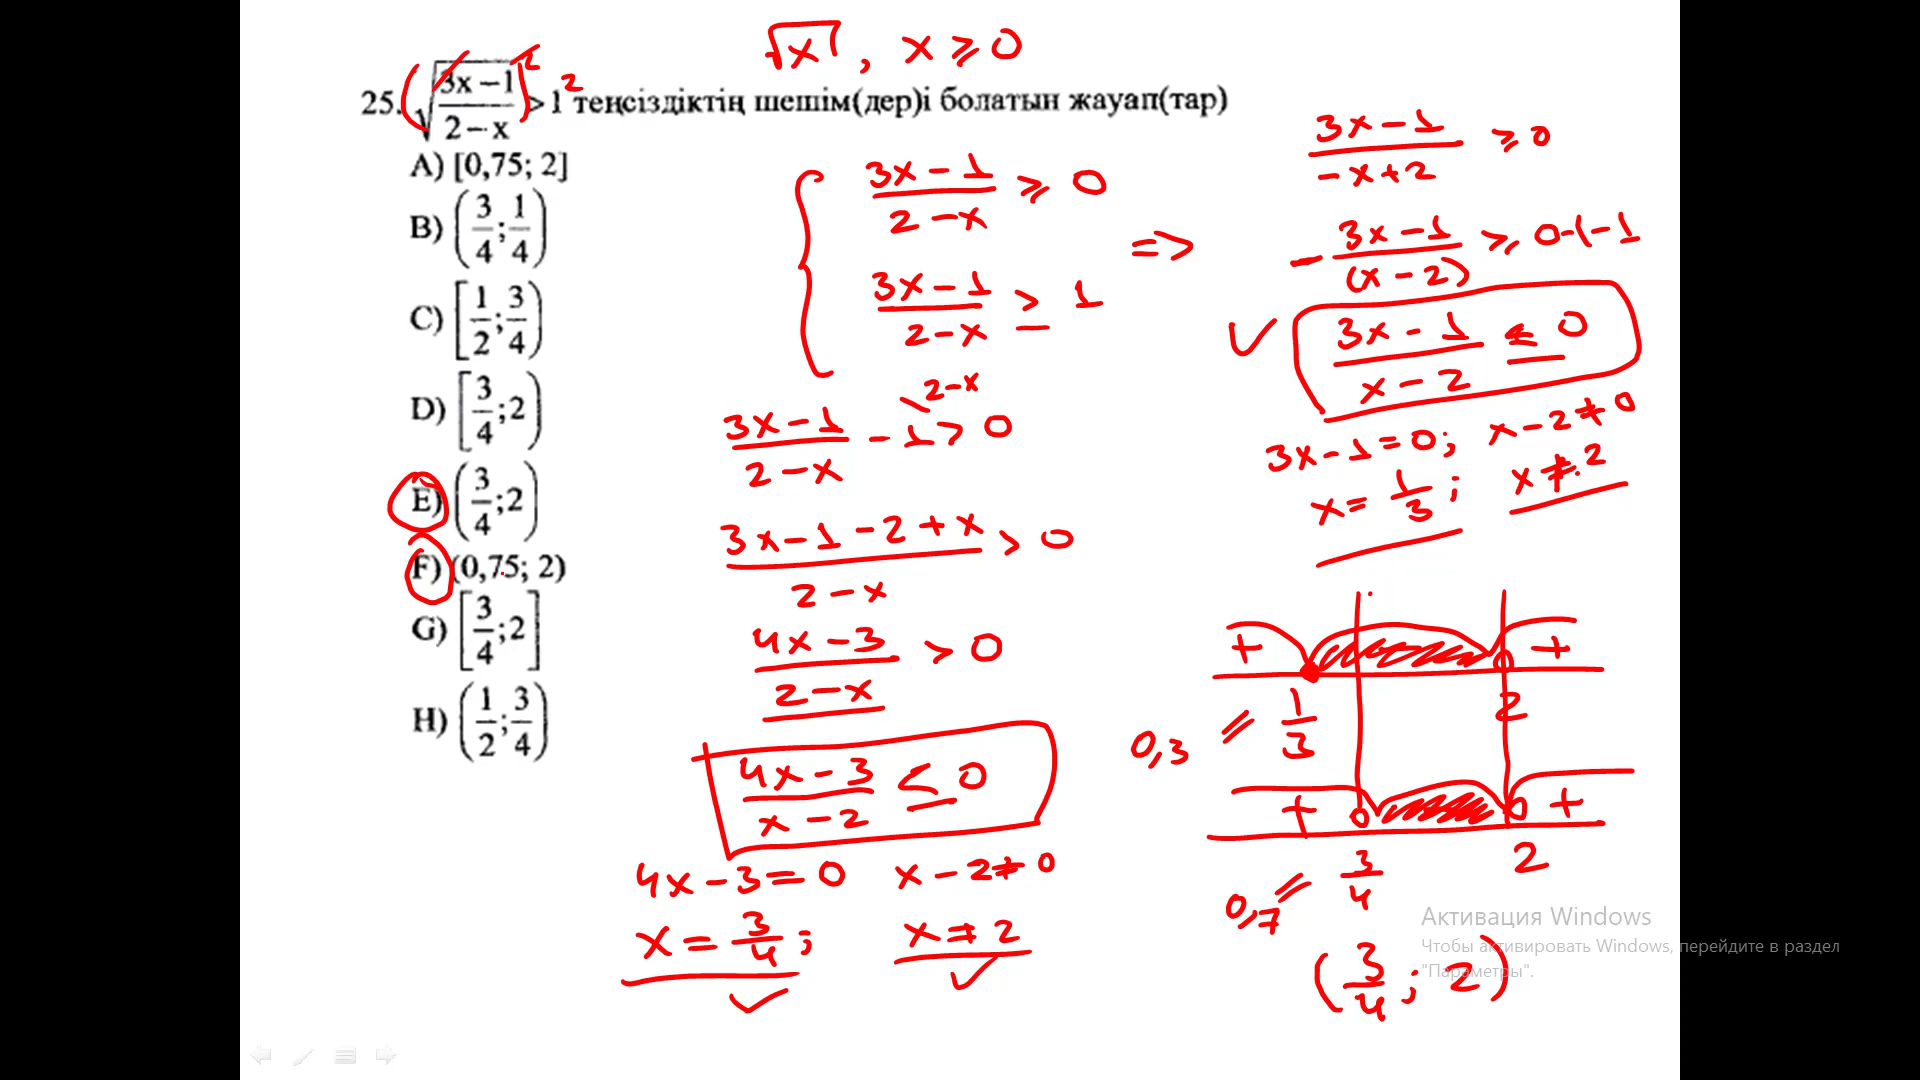 √x, x ≥ 0
25. (√((3x−1)/(2−x)))² > 1² теңсіздіктің шешім(дер)і болатын жауап(тар)
A) [0,75; 2]
B) (3/4; 1/4)
C) [1/2; 3/4)
D) [3/4; 2)
E) (3/4; 2)
F) (0,75; 2)
G) [3/4; 2]
H) (1/2; 3/4)
{ (3x−1)/(2−x) ≥ 0
(3x−1)/(2−x) ≥ 1
=>
(3x−1)/(2−x) − 1 > 0
2−x
(3x−1−2+x)/(2−x) > 0
(4x−3)/(2−x) > 0
(4x−3)/(x−2) ≤ 0
4x−3=0 x−2≠0
x = 3/4; x ≠ 2
(3x−1)/(−x+2) ≥ 0
−(3x−1)/(x−2) ≥ 0 ·|−1
(3x−1)/(x−2) ≤ 0
3x−1=0; x−2≠0
x = 1/3; x ≠ 2
+ +
0,3 = 1/3 2
+ +
0,7 = 3/4 2
(3/4; 2)
Активация Windows
Чтобы активировать Windows, перейдите в раздел
"Параметры".